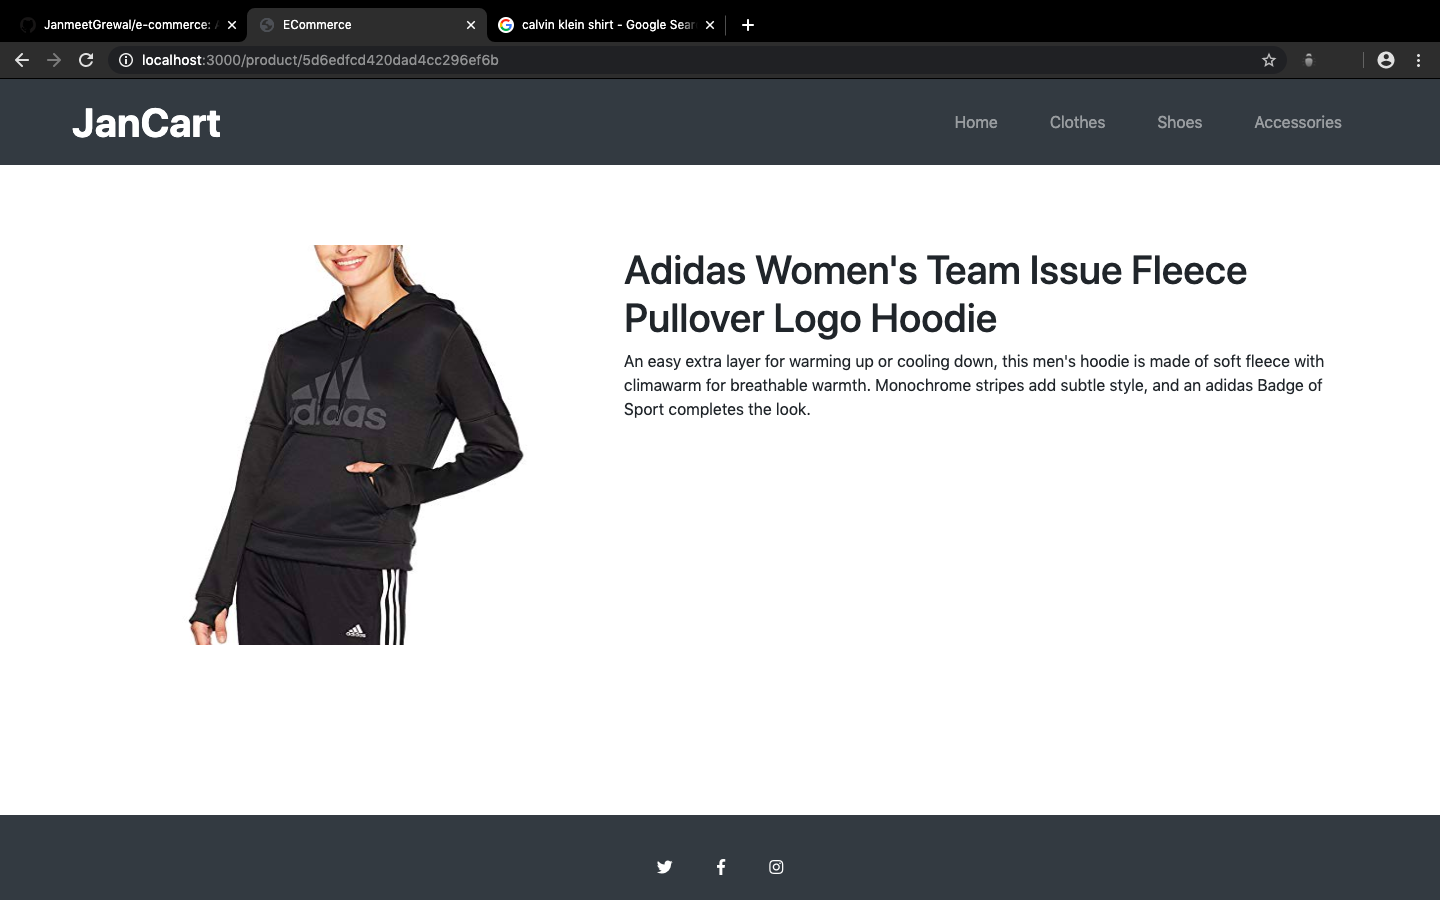 JanmeetGrewal/e-commerce:
ECommerce
calvin klein shirt - Google Sear
localhost:3000/product/5d6edfcd420dad4cc296ef6b
JanCart
Home
Clothes
Shoes
Accessories
adidas
adidas
Adidas Women's Team Issue Fleece
Pullover Logo Hoodie
An easy extra layer for warming up or cooling down, this men's hoodie is made of soft fleece with
climawarm for breathable warmth. Monochrome stripes add subtle style, and an adidas Badge of
Sport completes the look.